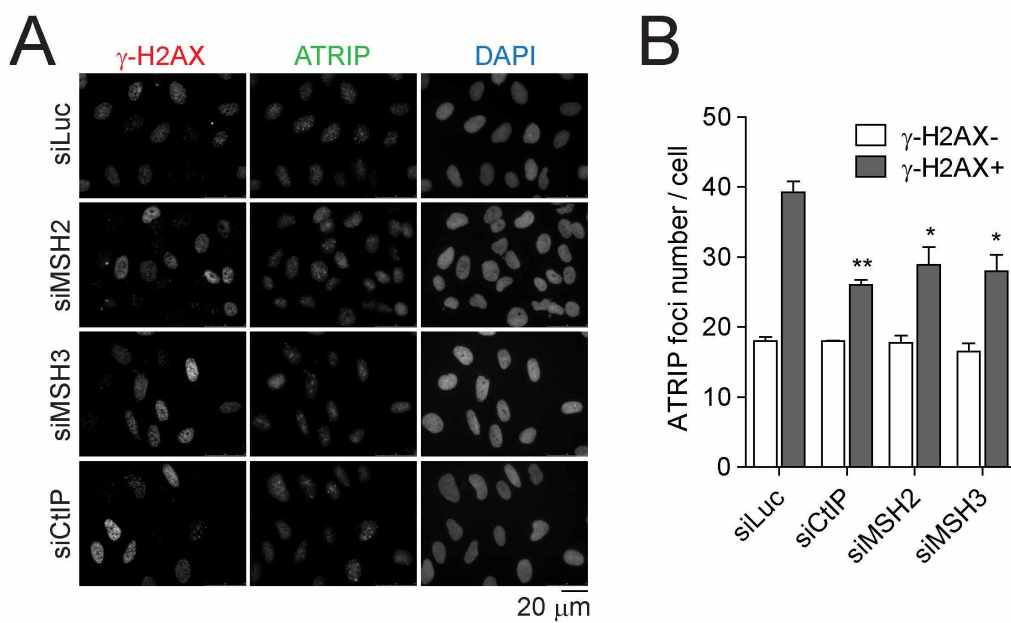 A
γ-H2AX
ATRIP
DAPI
siLuc
siMSH2
siMSH3
siCtIP
20 μm
B
ATRIP foci number / cell
50
40
30
20
10
0
γ-H2AX-
γ-H2AX+
**
*
*
siLuc
siCtIP
siMSH2
siMSH3